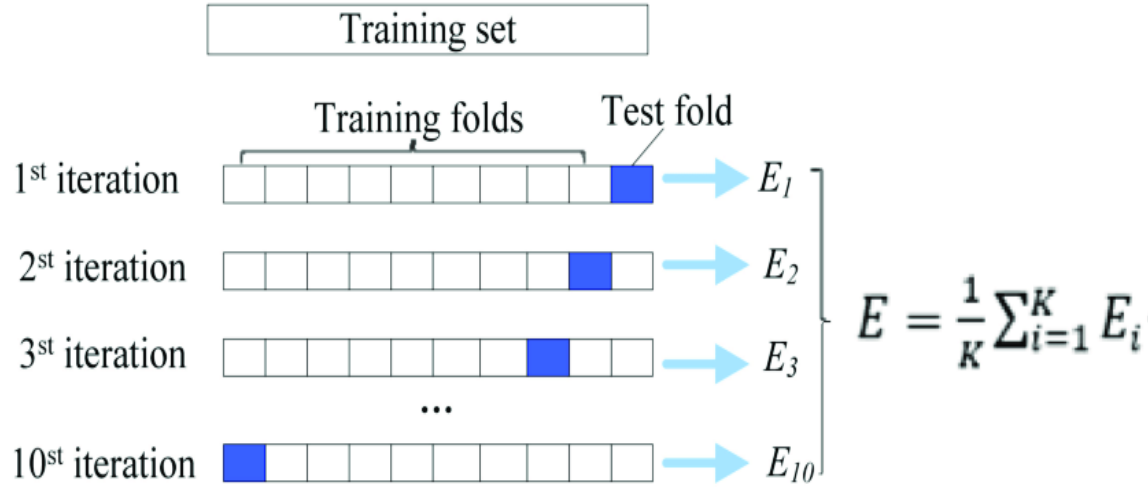 Training set
Training folds
Test fold
1st iteration
E1
2st iteration
E2
3st iteration
E3
...
10st iteration
E10
E = 1/K ∑_{i=1}^{K} E_i